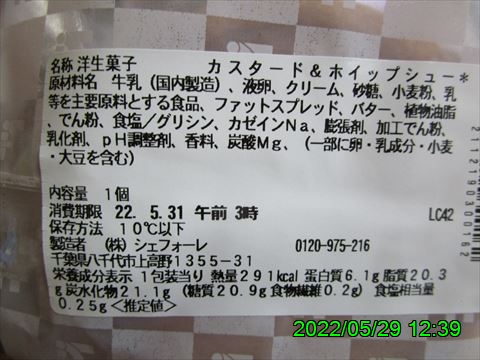 名称 洋生菓子　カスタード&ホイップシュー*
原材料名 牛乳(国内製造)、液卵、クリーム、砂糖、小麦粉、乳
等を主要原料とする食品、ファットスプレッド、バター、植物油脂
、でん粉、食塩/グリシン、カゼインNa、膨張剤、加工でん粉、
乳化剤、pH調整剤、香料、炭酸Mg、(一部に卵・乳成分・小麦
・大豆を含む)
内容量 1個
消費期限 22. 5.31 午前 3時 LC42
保存方法 10℃以下
製造者 (株)シェフォーレ 0120-975-216
千葉県八千代市上高野1355-31
栄養成分表示 1包装当り 熱量291kcal 蛋白質6.1g 脂質20.3
g 炭水化物21.1g (糖質20.9g 食物繊維0.2g) 食塩相当量
0.25g <推定値>
2112190300162
2022/05/29 12:39